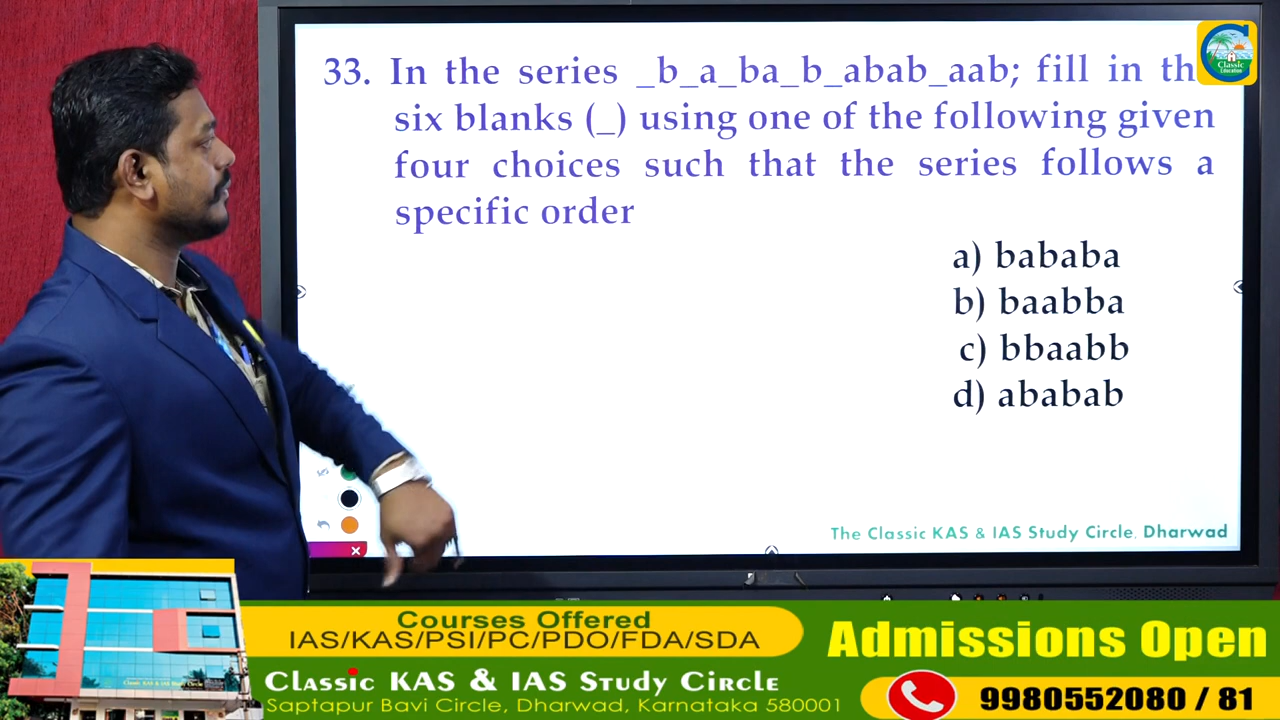 33. In the series _b_a_ba_b_abab_aab; fill in th
six blanks (_) using one of the following given
four choices such that the series follows a
specific order
a) bababa
b) baabba
c) bbaabb
d) ababab
Classic
Education
The Classic KAS & IAS Study Circle, Dharwad
Courses Offered
IAS/KAS/PSI/PC/PDO/FDA/SDA
Classic KAS & IAS Study Circle
Saptapur Bavi Circle, Dharwad, Karnataka 580001
Admissions Open
9980552080 / 81